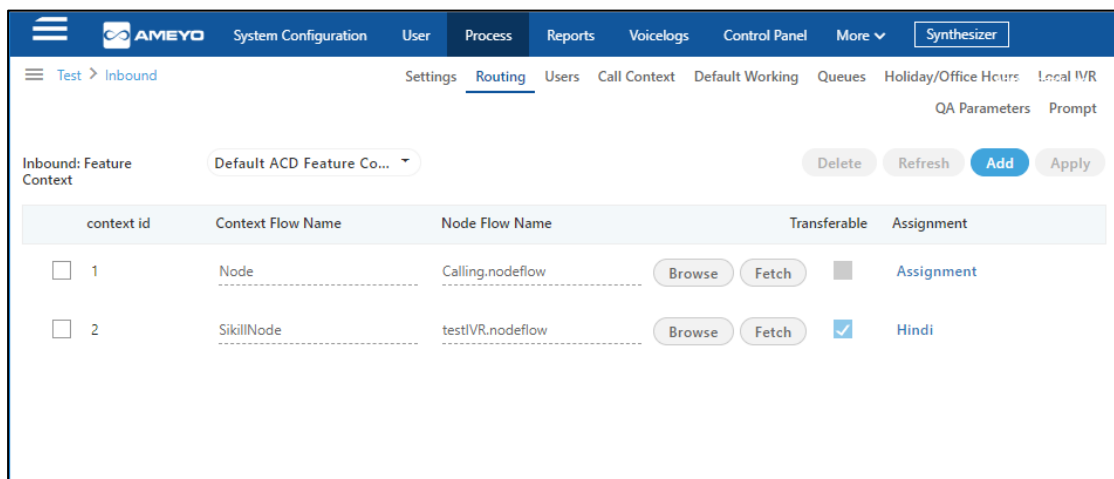 AMEYO System Configuration User Process Reports Voicelogs Control Panel More Synthesizer
Test > Inbound Settings Routing Users Call Context Default Working Queues Holiday/Office Hours Local IVR
QA Parameters Prompt
Inbound: Feature Context Default ACD Feature Co... Delete Refresh Add Apply
context id Context Flow Name Node Flow Name Transferable Assignment
1 Node Calling.nodeflow Browse Fetch Assignment
2 SikillNode testIVR.nodeflow Browse Fetch Hindi